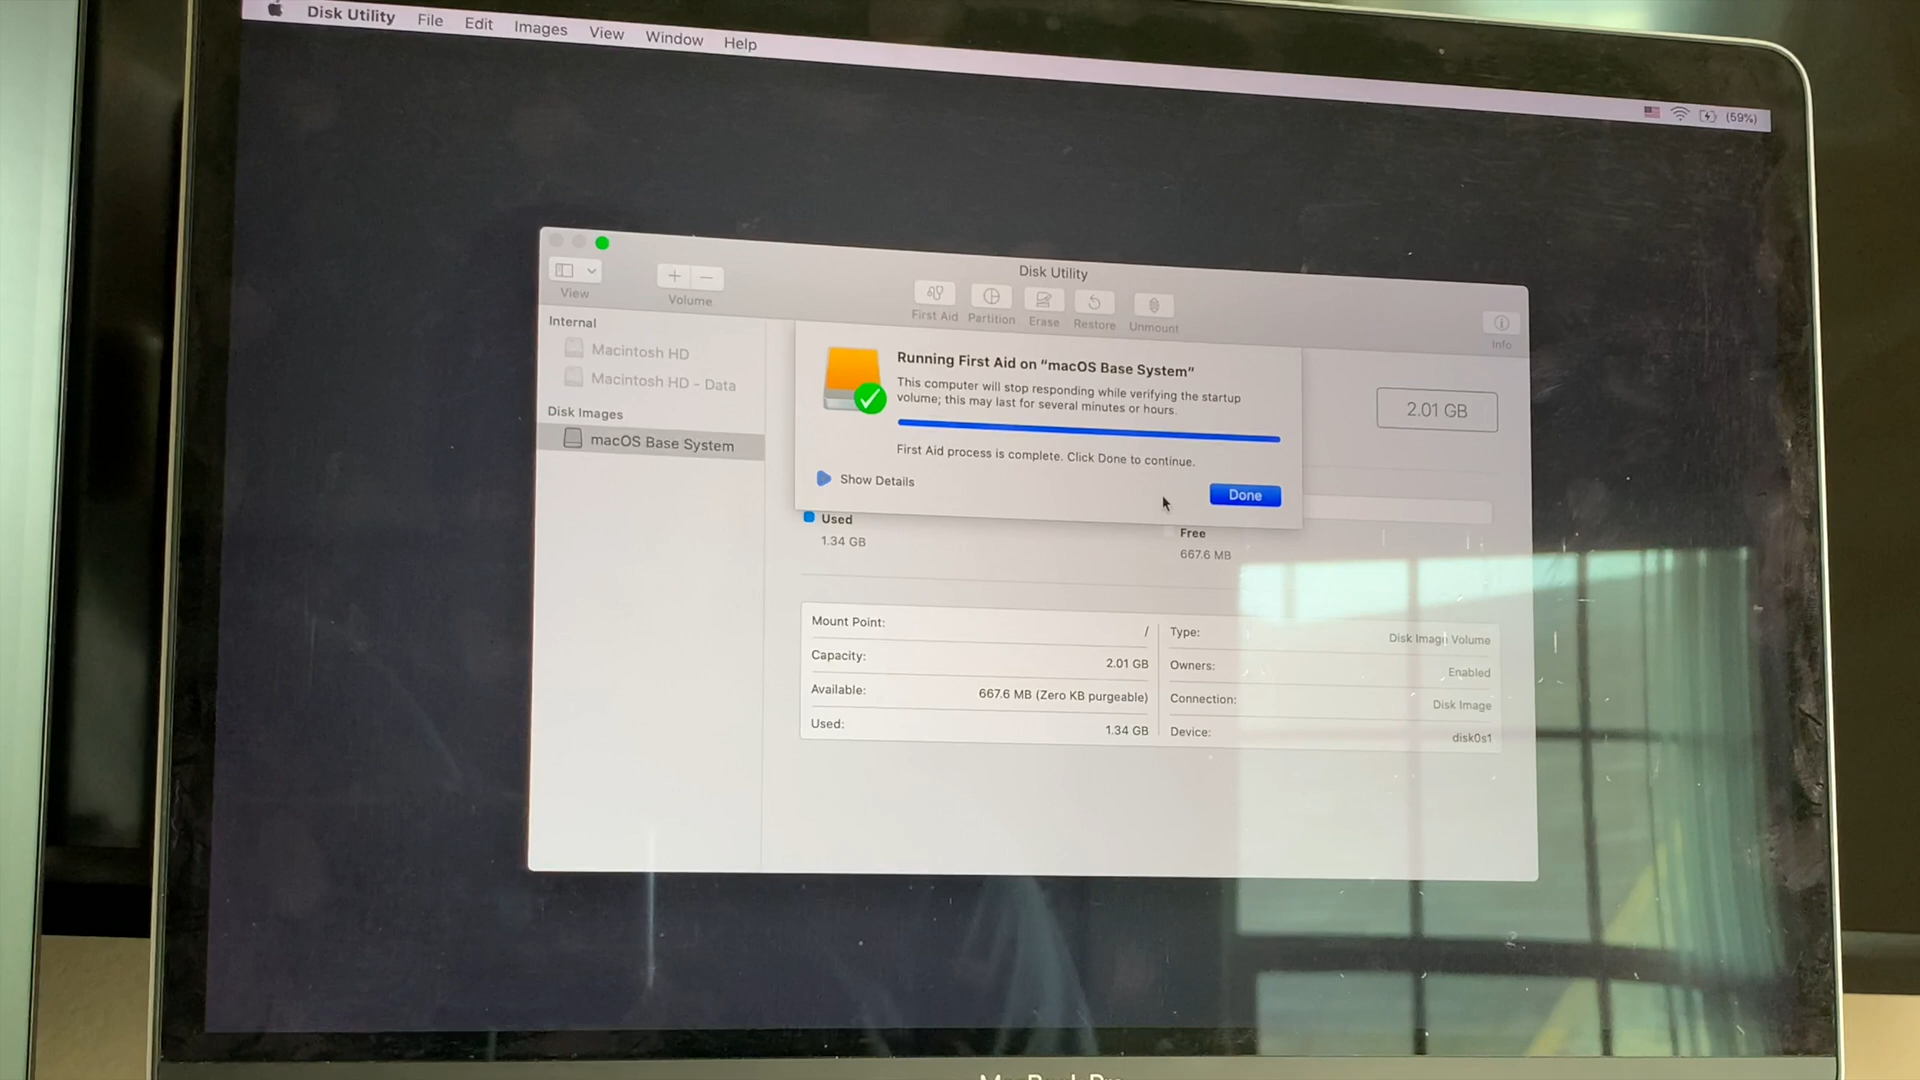 Disk Utility File Edit Images View Window Help
(59%)
Disk Utility
View
Volume
First Aid Partition Erase Restore Unmount
Info
Internal
Macintosh HD
Macintosh HD - Data
Disk Images
macOS Base System
Running First Aid on “macOS Base System”
This computer will stop responding while verifying the startup
volume; this may last for several minutes or hours.
First Aid process is complete. Click Done to continue.
Show Details
Done
2.01 GB
Used
1.34 GB
Free
667.6 MB
Mount Point: /
Capacity: 2.01 GB
Available: 667.6 MB (Zero KB purgeable)
Used: 1.34 GB
Type: Disk Image Volume
Owners: Enabled
Connection: Disk Image
Device: disk0s1